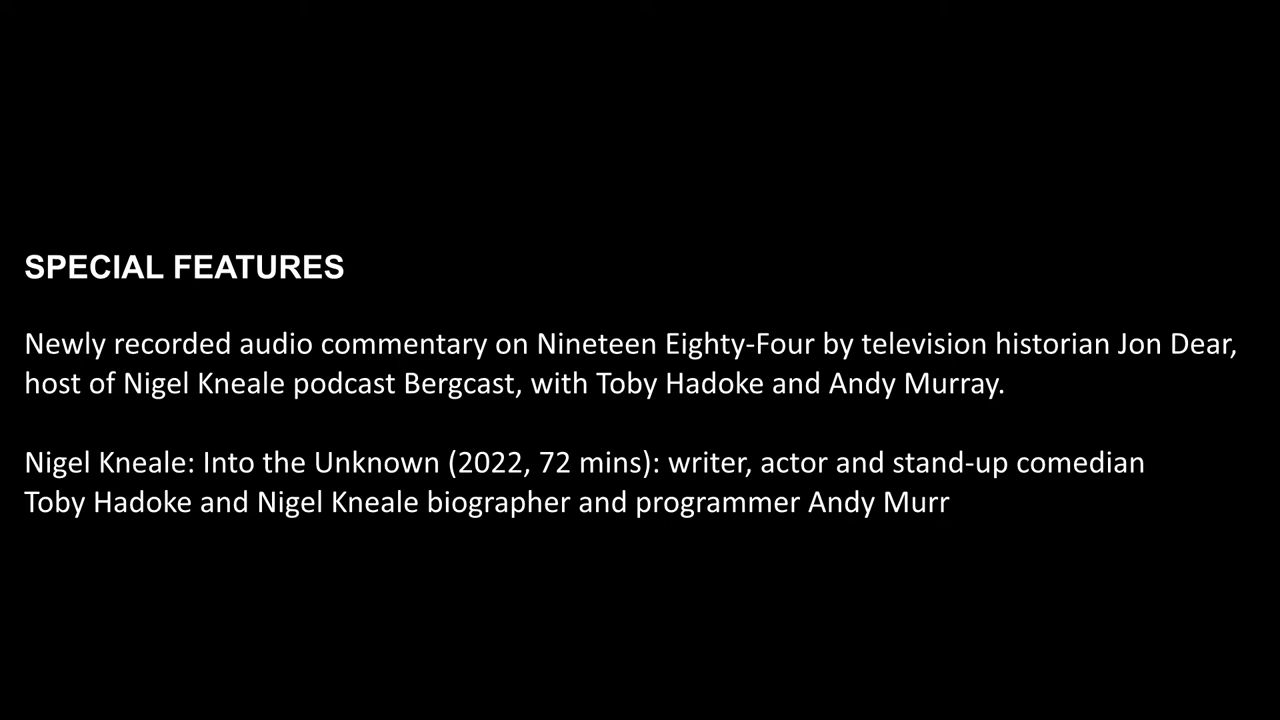 SPECIAL FEATURES
Newly recorded audio commentary on Nineteen Eighty-Four by television historian Jon Dear,
host of Nigel Kneale podcast Bergcast, with Toby Hadoke and Andy Murray.
Nigel Kneale: Into the Unknown (2022, 72 mins): writer, actor and stand-up comedian
Toby Hadoke and Nigel Kneale biographer and programmer Andy Murr